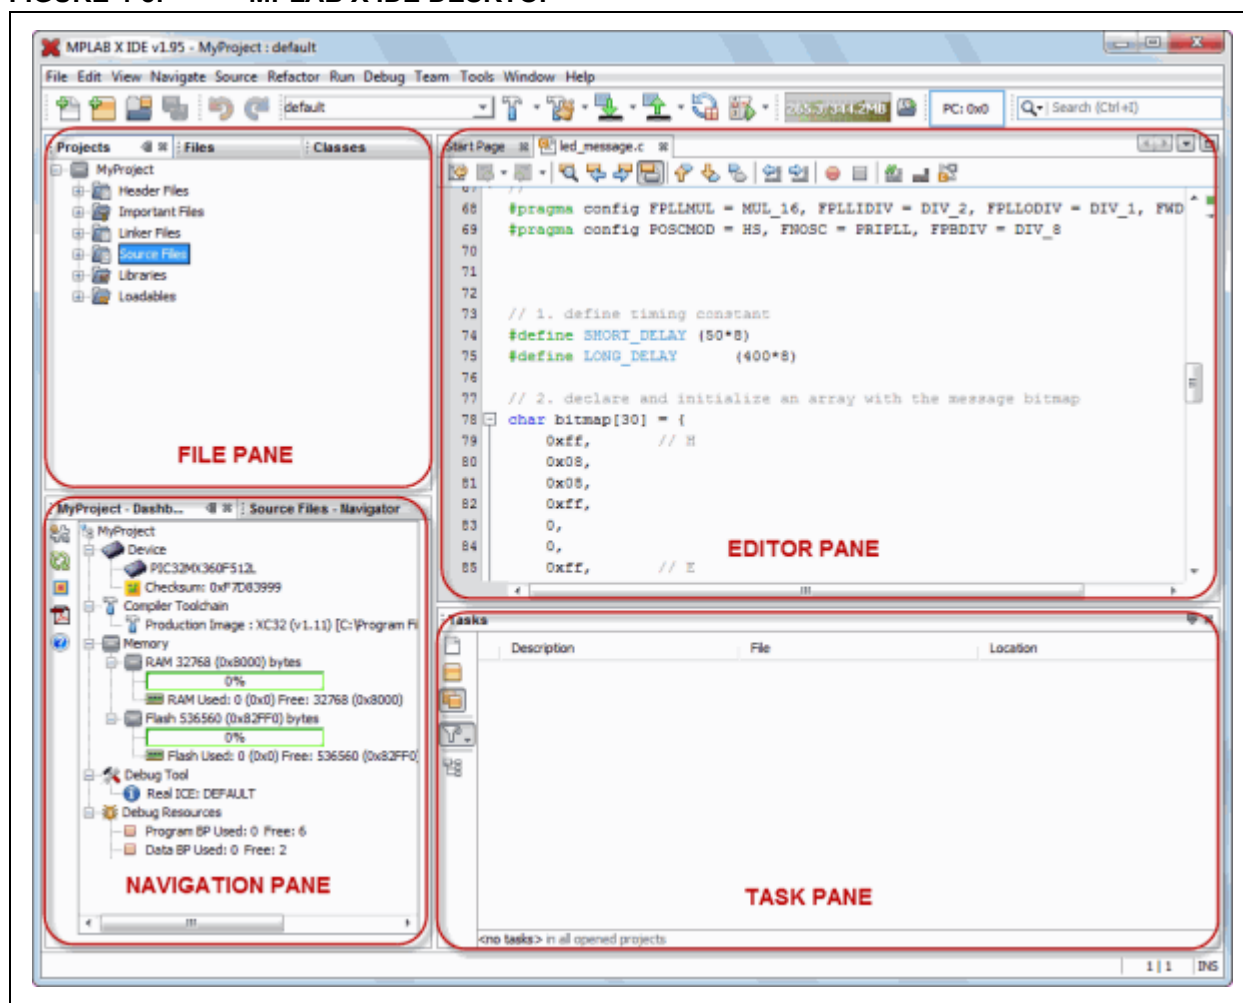 MPLAB X IDE v1.95 - MyProject : default
File Edit View Navigate Source Refactor Run Debug Team Tools Window Help
default
PC: 0x0
Search (Ctrl+I)
Projects Files Classes
MyProject
Header Files
Important Files
Linker Files
Source Files
Libraries
Loadables
FILE PANE
Start Page led_message.c
67 //
68 #pragma config FPLLMUL = MUL_16, FPLLIDIV = DIV_2, FPLLODIV = DIV_1, FWD
69 #pragma config POSCMOD = HS, FNOSC = PRIPLL, FPBDIV = DIV_8
70
71
72
73 // 1. define timing constant
74 #define SHORT_DELAY (50*8)
75 #define LONG_DELAY (400*8)
76
77 // 2. declare and initialize an array with the message bitmap
78 char bitmap[30] = {
79 0xff, // H
80 0x08,
81 0x08,
82 0xff,
83 0,
84 0,
85 0xff, // E
EDITOR PANE
MyProject - Dashb... Source Files - Navigator
MyProject
Device
PIC32MX360F512L
Checksum: 0xF7D83999
Compiler Toolchain
Production Image : XC32 (v1.11) [C:\Program Fi
Memory
RAM 32768 (0x8000) bytes
0%
RAM Used: 0 (0x0) Free: 32768 (0x8000)
Flash 536560 (0x82FF0) bytes
0%
Flash Used: 0 (0x0) Free: 536560 (0x82FF0)
Debug Tool
Real ICE: DEFAULT
Debug Resources
Program BP Used: 0 Free: 6
Data BP Used: 0 Free: 2
NAVIGATION PANE
Tasks
Description File Location
TASK PANE
<no tasks> in all opened projects
1 | 1 INS